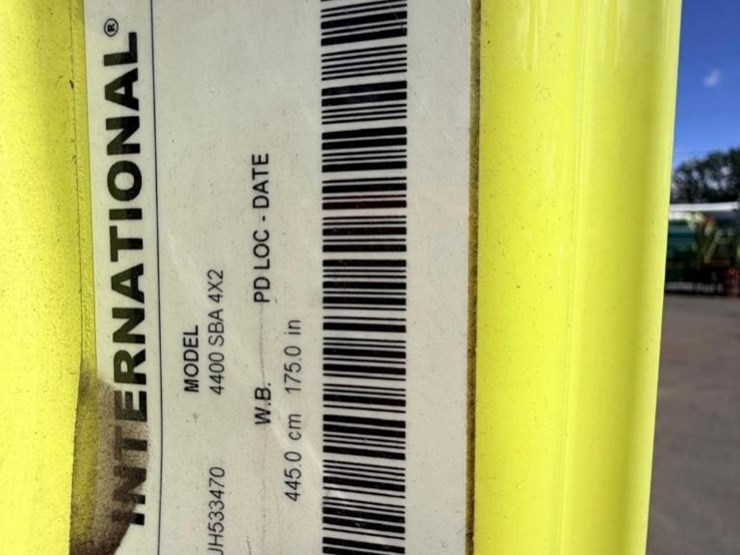 INTERNATIONAL®
MODEL
JH533470 4400 SBA 4X2
W.B. PD LOC - DATE
445.0 cm 175.0 in